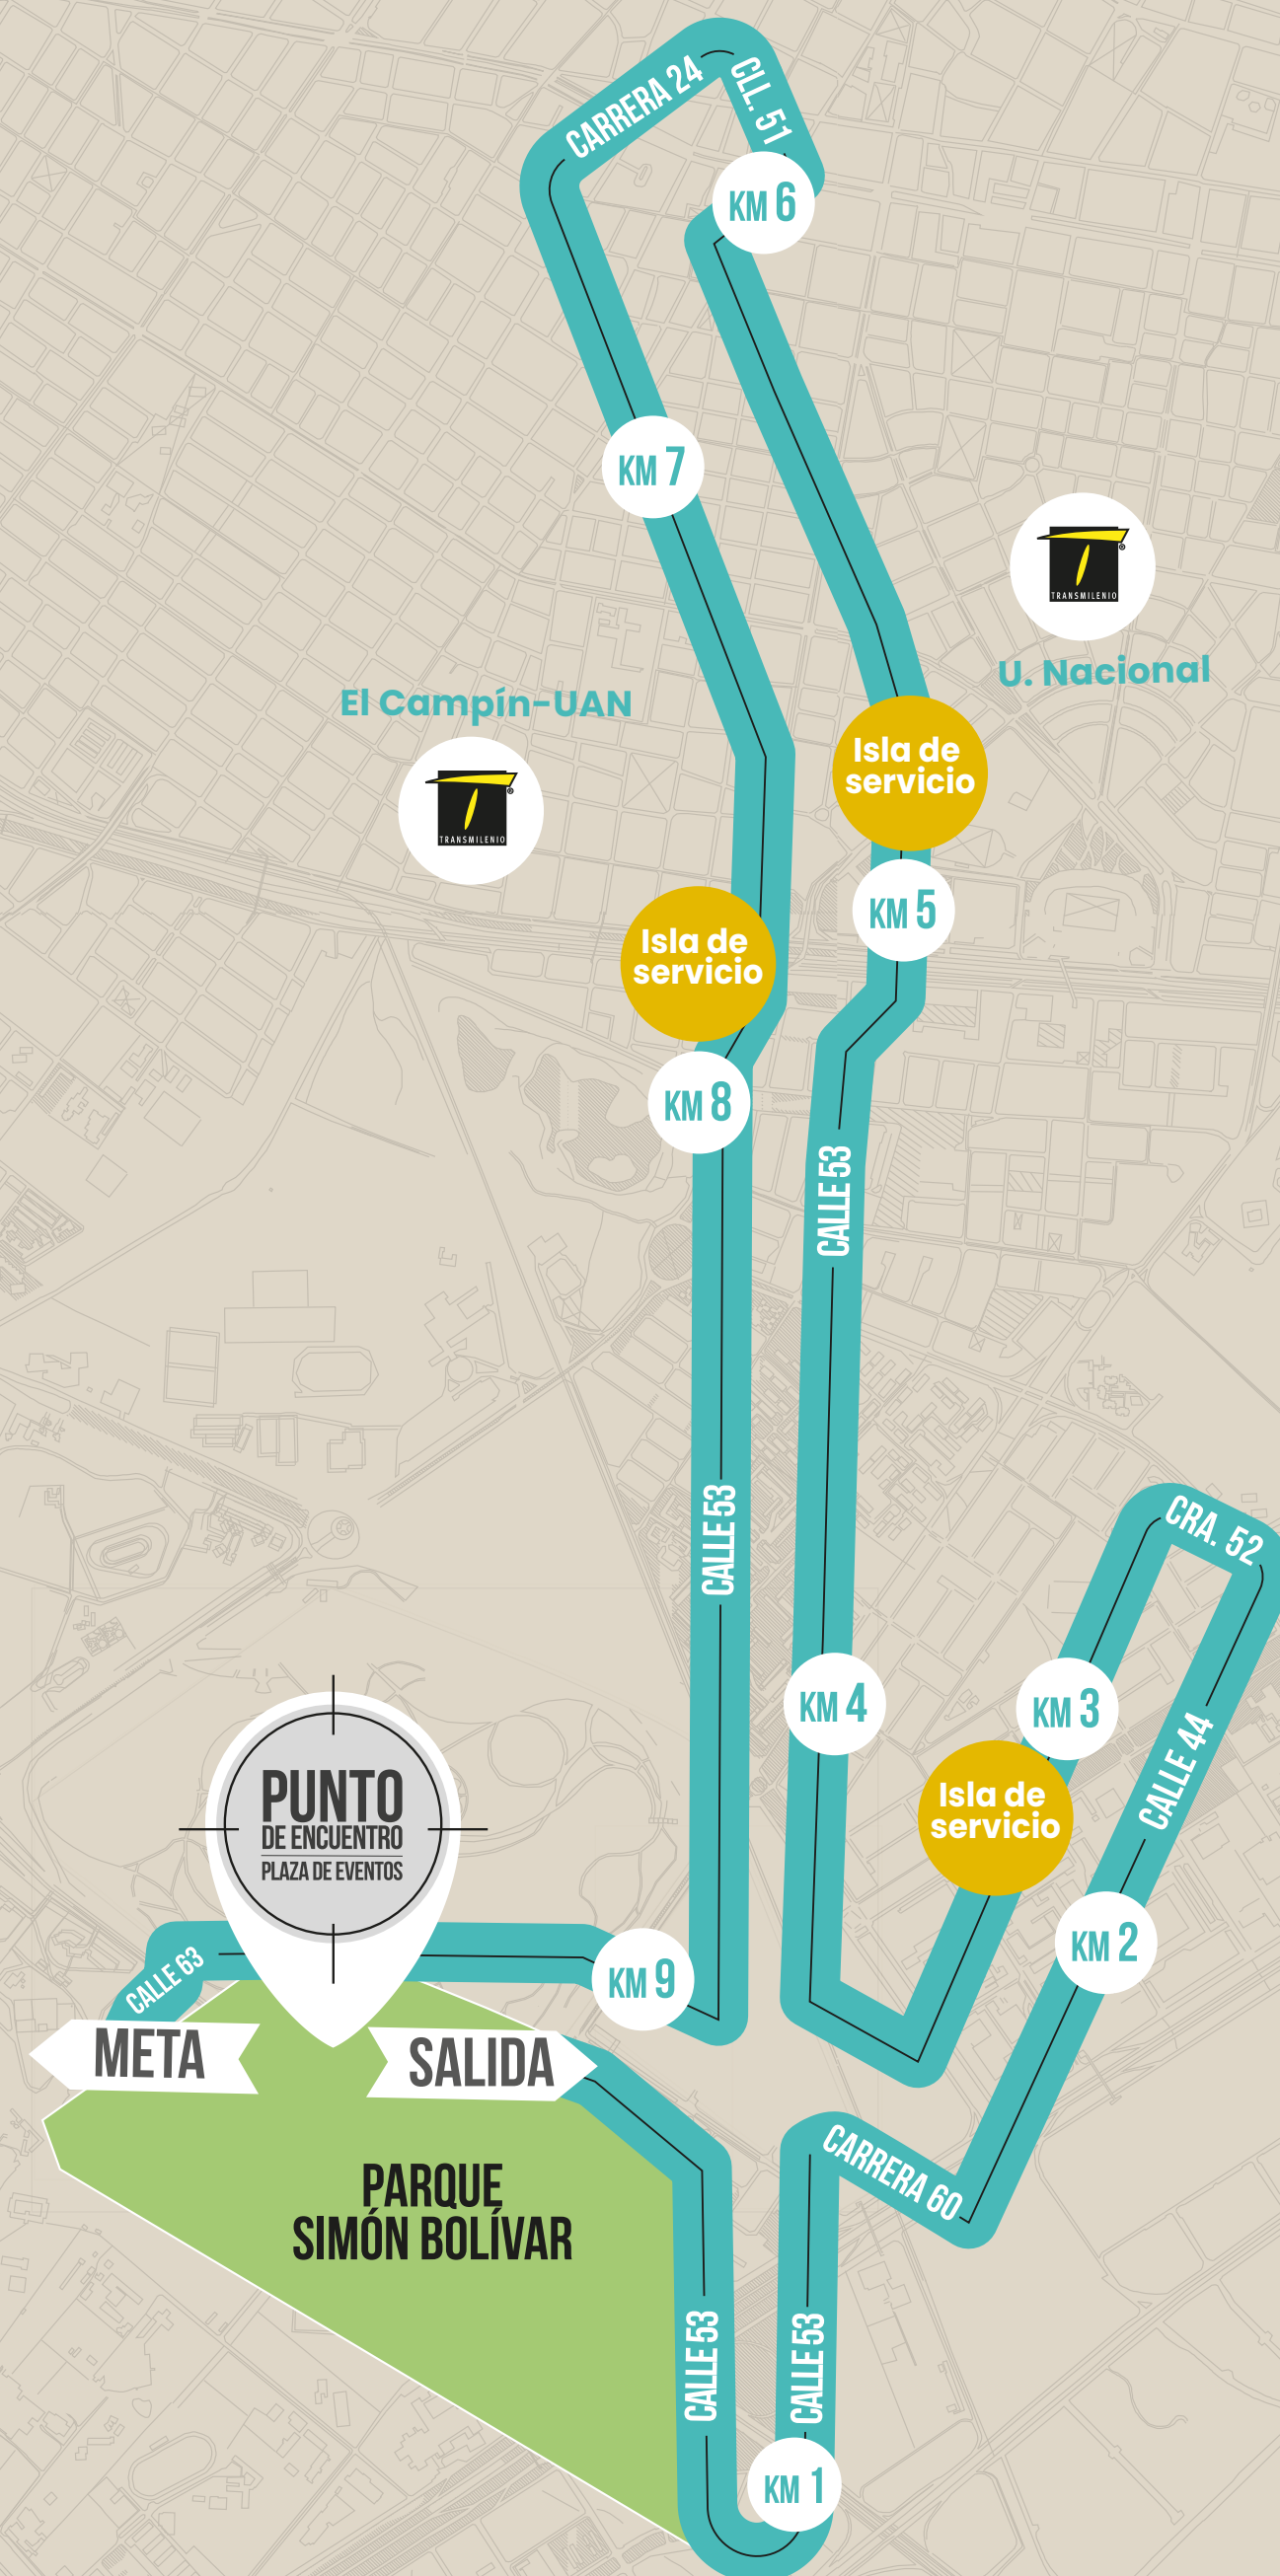 CARRERA 24
CLL. 51
KM 6
KM 7
TRANSMILENIO
U. Nacional
El Campín-UAN
TRANSMILENIO
Isla de
servicio
KM 5
Isla de
servicio
KM 8
CALLE 53
CALLE 53
CRA. 52
KM 4
KM 3
CALLE 44
Isla de
servicio
KM 2
PUNTO
DE ENCUENTRO
PLAZA DE EVENTOS
CALLE 63
KM 9
META
SALIDA
CARRERA 60
PARQUE
SIMÓN BOLÍVAR
CALLE 53
CALLE 53
KM 1